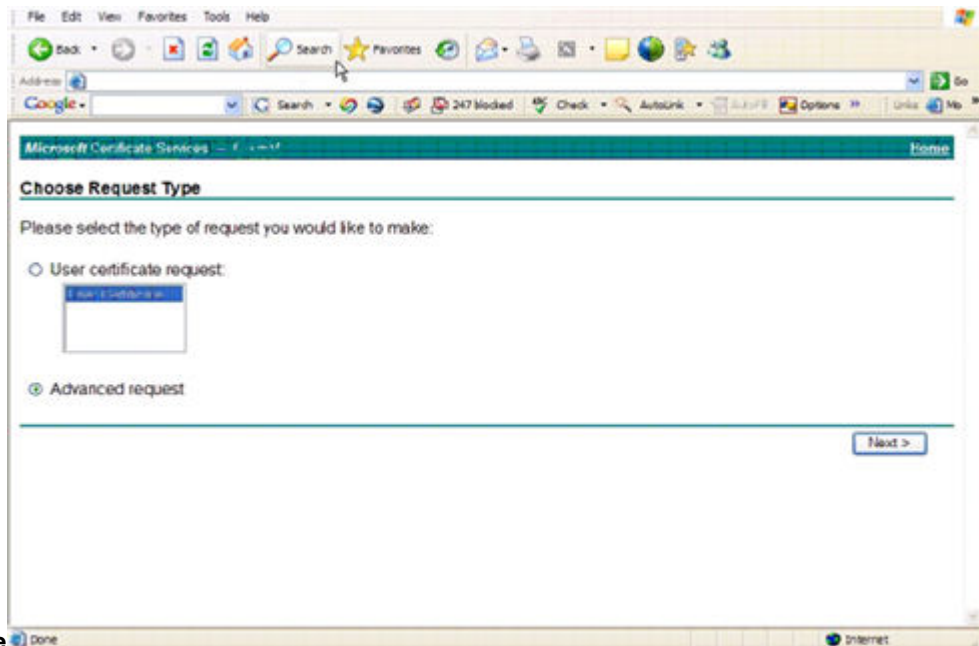 File Edit View Favorites Tools Help
Back Search Favorites
Address Go
Google Search 247 blocked Check AutoLink Options Links
Microsoft Certificate Services -- Home
Choose Request Type
Please select the type of request you would like to make:
User certificate request:
Advanced request
Next >
e
Done Internet